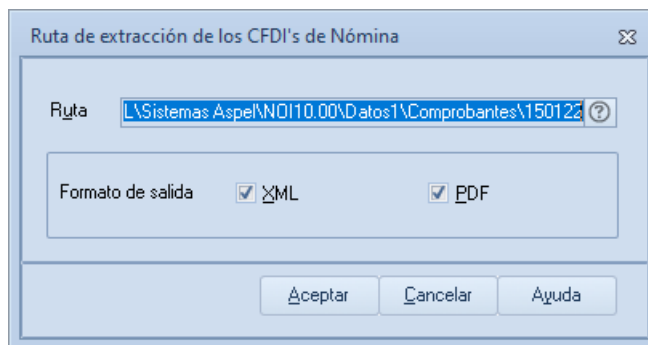 Ruta de extracción de los CFDI's de Nómina
Ruta L\Sistemas Aspel\NOI10.00\Datos1\Comprobantes\150122
Formato de salida XML PDF
Aceptar Cancelar Ayuda